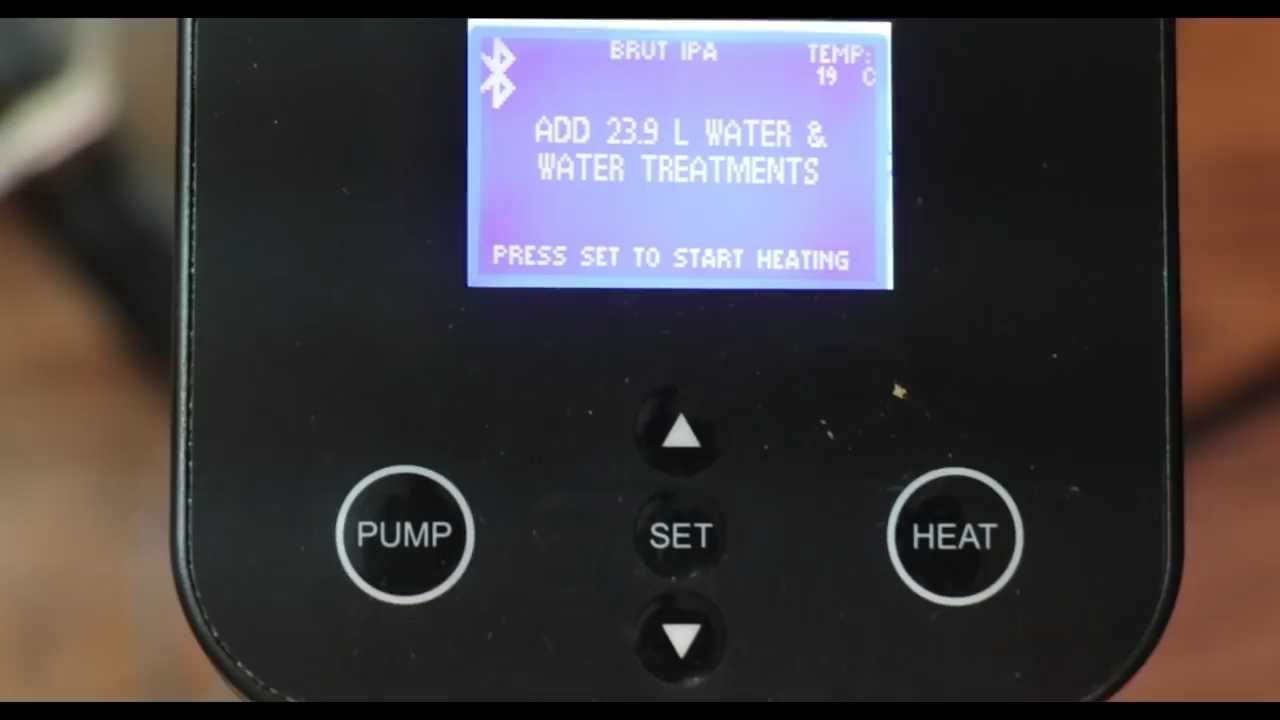 BRUT IPA
TEMP:
19 C
ADD 23.9 L WATER &
WATER TREATMENTS
PRESS SET TO START HEATING
PUMP
SET
HEAT